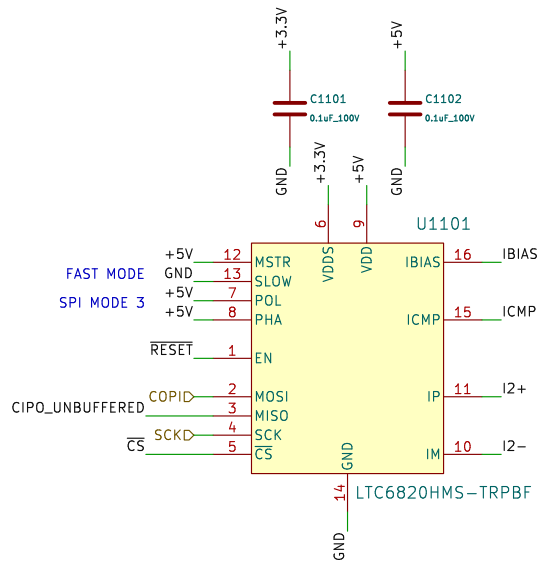 +3.3V
+5V
C1101
0.1uF_100V
C1102
0.1uF_100V
GND
GND
+3.3V
+5V
6
9
U1101
VDDS
VDD
+5V 12 MSTR
IBIAS 16 IBIAS
FAST MODE
GND 13 SLOW
+5V 7 POL
SPI MODE 3
+5V 8 PHA
ICMP 15 ICMP
RESET 1 EN
COPI 2 MOSI
IP 11 I2+
CIPO_UNBUFFERED 3 MISO
SCK 4 SCK
CS 5 CS
IM 10 I2-
GND
14
LTC6820HMS-TRPBF
GND